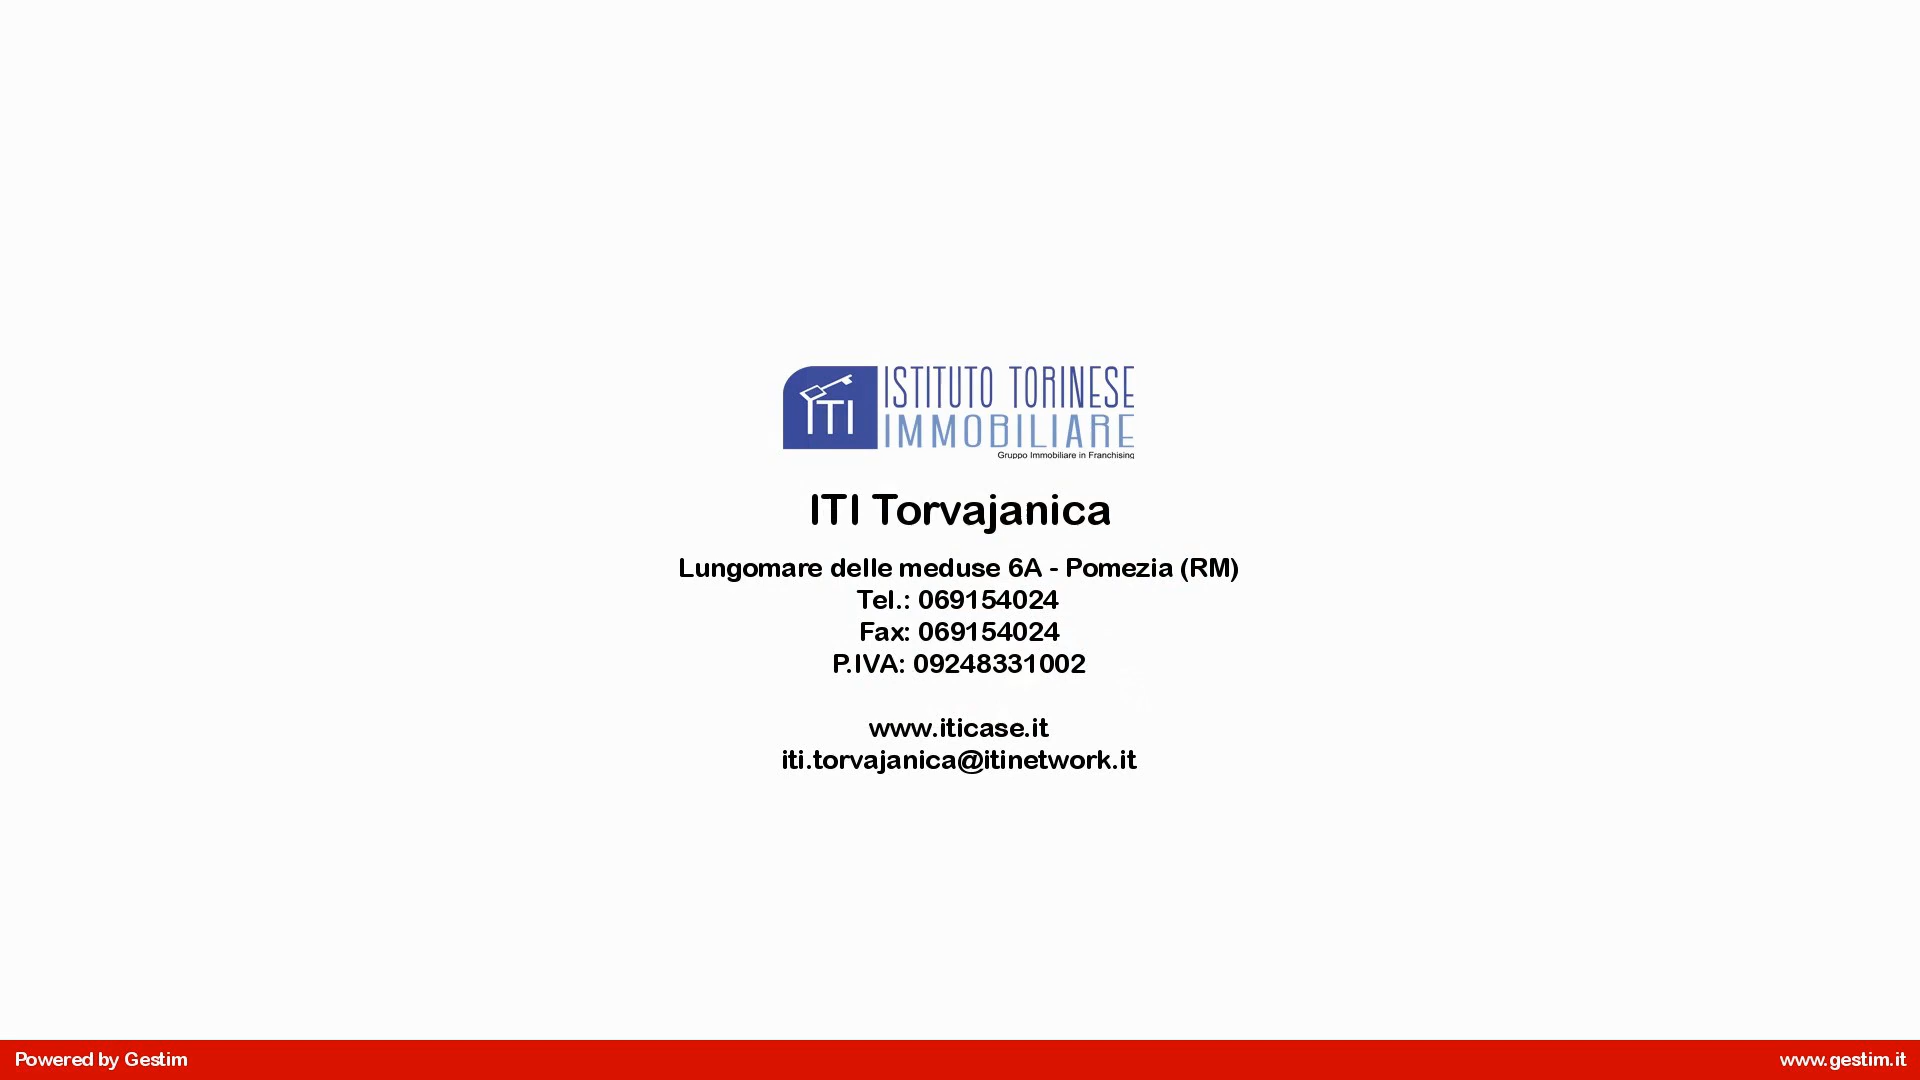 ITI
ISTITUTO TORINESE
IMMOBILIARE
Gruppo Immobiliare in Franchising
ITI Torvajanica
Lungomare delle meduse 6A - Pomezia (RM)
Tel.: 069154024
Fax: 069154024
P.IVA: 09248331002
www.iticase.it
iti.torvajanica@itinetwork.it
Powered by Gestim
www.gestim.it